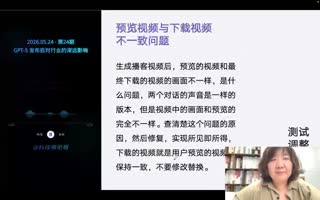 2026.05.24 · 第24期
GPT-5 发布后对行业的深远影响
预览视频与下载视频
不一致问题
生成播客视频后，预览的视频和最
终下载的视频的画面不一样，是什
么问题，两个对话的声音是一样的
版本，但是视频中的画面和预览的
完全不一样。查清楚这个问题的原
因，然后修复，实现所见即所得，
下载的视频就是用户预览的视频，
保持一致，不要修改替换。
测试
调整